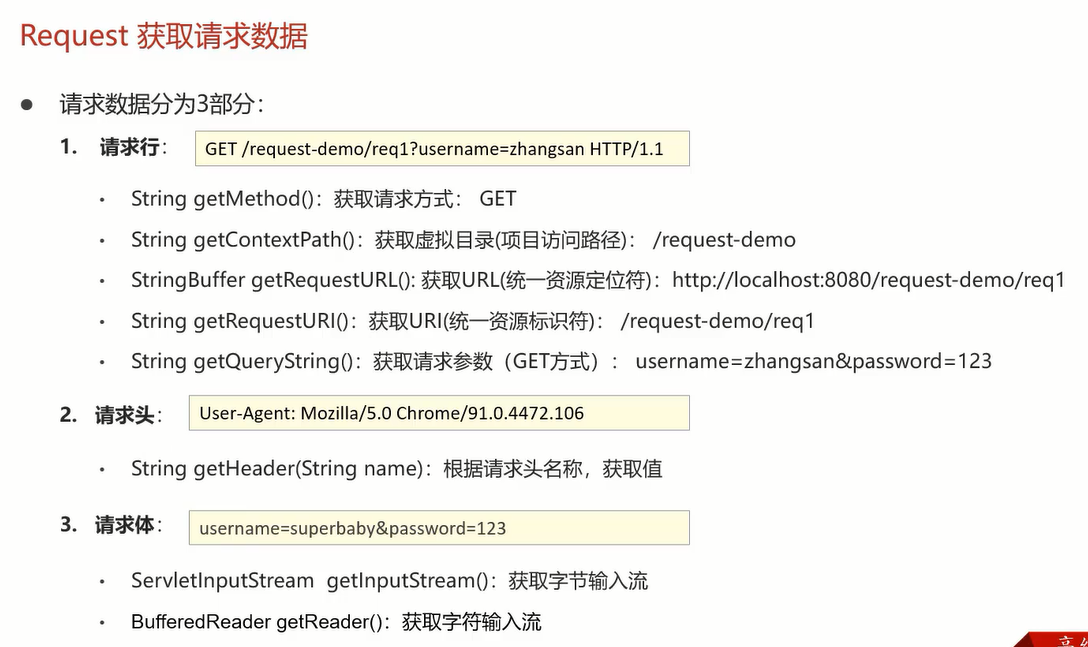 Request 获取请求数据
● 请求数据分为3部分：
1. 请求行： GET /request-demo/req1?username=zhangsan HTTP/1.1
• String getMethod()：获取请求方式： GET
• String getContextPath()：获取虚拟目录(项目访问路径)： /request-demo
• StringBuffer getRequestURL(): 获取URL(统一资源定位符)：http://localhost:8080/request-demo/req1
• String getRequestURI()：获取URI(统一资源标识符)： /request-demo/req1
• String getQueryString()：获取请求参数（GET方式）： username=zhangsan&password=123
2. 请求头： User-Agent: Mozilla/5.0 Chrome/91.0.4472.106
• String getHeader(String name)：根据请求头名称，获取值
3. 请求体： username=superbaby&password=123
• ServletInputStream getInputStream()：获取字节输入流
• BufferedReader getReader()：获取字符输入流